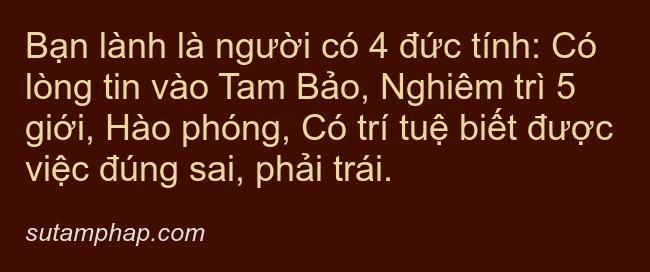 Bạn lành là người có 4 đức tính: Có
lòng tin vào Tam Bảo, Nghiêm trì 5
giới, Hào phóng, Có trí tuệ biết được
việc đúng sai, phải trái.
sutamphap.com